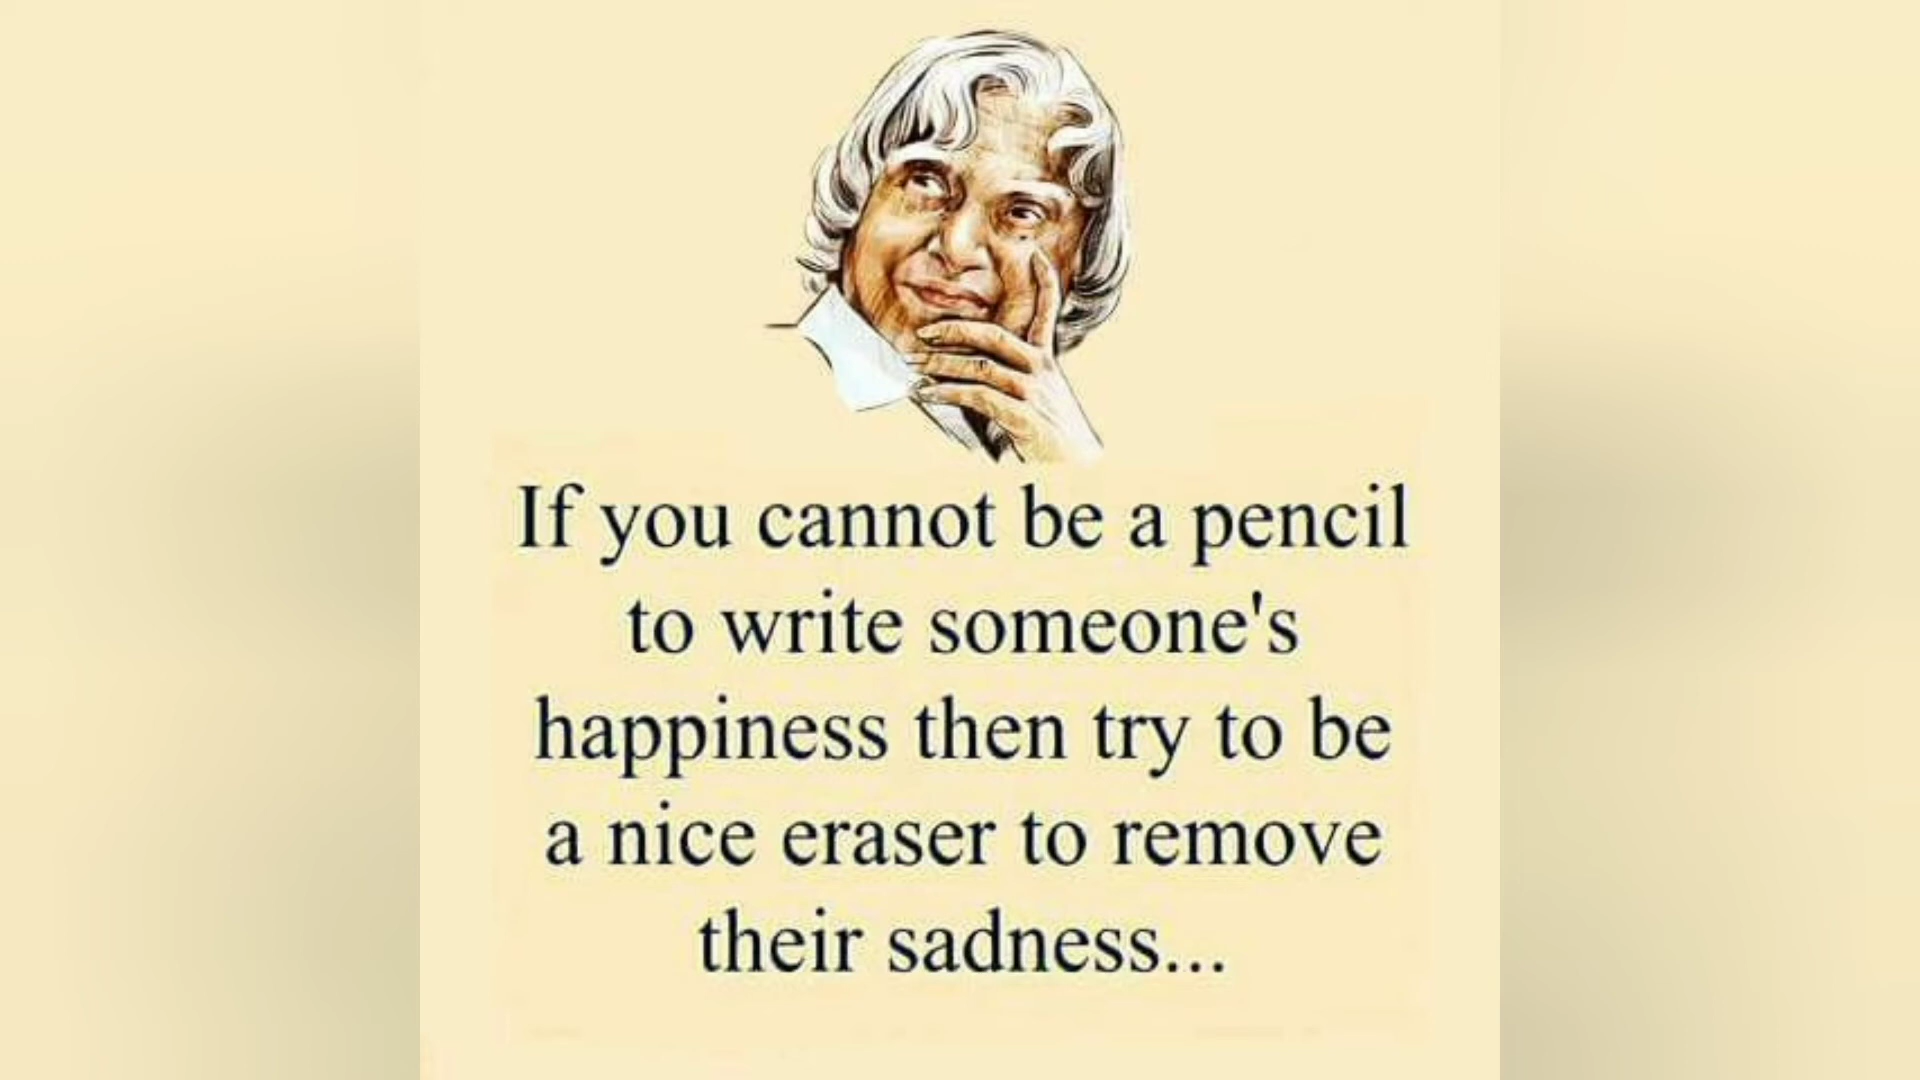 If you cannot be a pencil
to write someone's
happiness then try to be
a nice eraser to remove
their sadness...